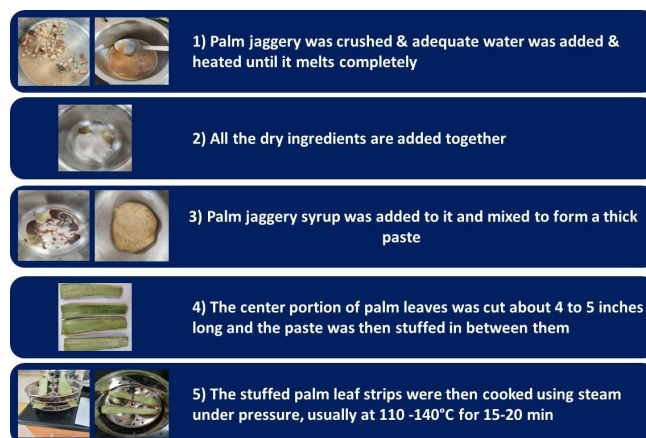 1) Palm jaggery was crushed & adequate water was added &
heated until it melts completely
2) All the dry ingredients are added together
3) Palm jaggery syrup was added to it and mixed to form a thick
paste
4) The center portion of palm leaves was cut about 4 to 5 inches
long and the paste was then stuffed in between them
5) The stuffed palm leaf strips were then cooked using steam
under pressure, usually at 110 -140°C for 15-20 min